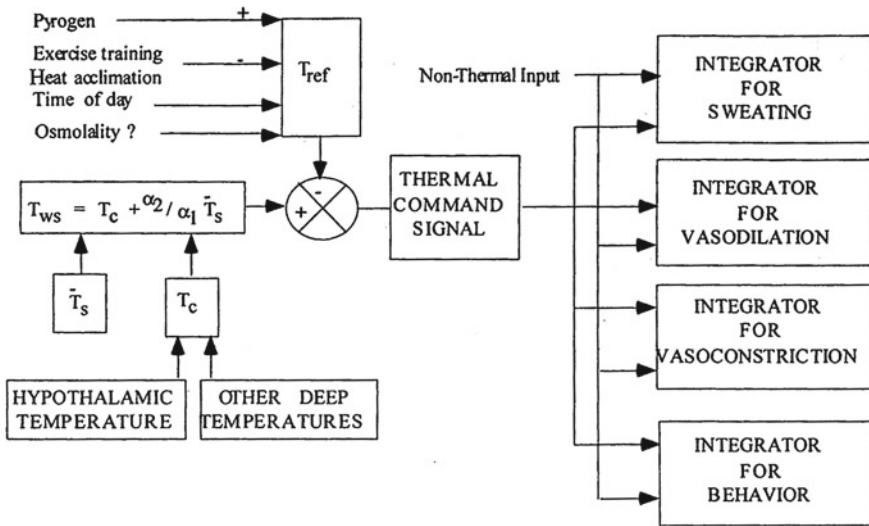 Pyrogen
+
Exercise training
Heat acclimation
-
Time of day
Osmolality ?
T_ref
Non-Thermal Input
INTEGRATOR
FOR
SWEATING
T_ws = T_c + α2/α1 T̄_s
+
-
THERMAL
COMMAND
SIGNAL
INTEGRATOR
FOR
VASODILATION
T̄_s
T_c
INTEGRATOR
FOR
VASOCONSTRICTION
HYPOTHALAMIC
TEMPERATURE
OTHER DEEP
TEMPERATURES
INTEGRATOR
FOR
BEHAVIOR